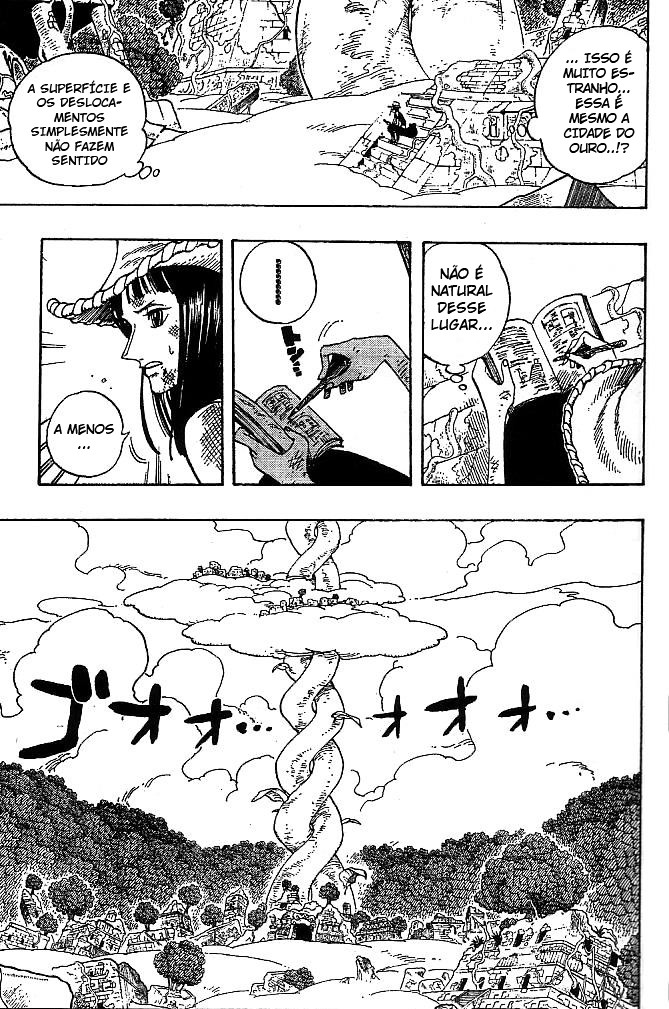 ... ISSO É
MUITO ES-
TRANHO...
ESSA É
MESMO A
CIDADE DO
OURO..!?
A SUPERFÍCIE E
OS DESLOCA-
MENTOS
SIMPLESMENTE
NÃO FAZEM
SENTIDO
NÃO É
NATURAL
DESSE
LUGAR...
.........
A MENOS
...
ゴオオ... オオオ...